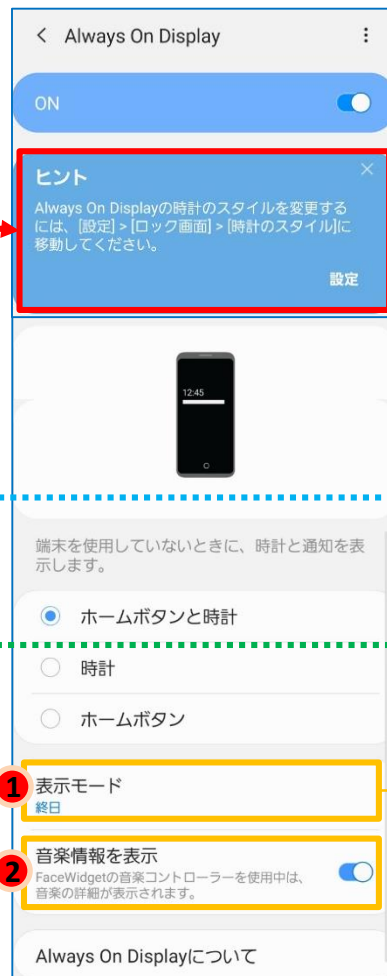 Always On Display
ON
ヒント
Always On Displayの時計のスタイルを変更する
には、[設定] > [ロック画面] > [時計のスタイル]に
移動してください。
設定
12:45
端末を使用していないときに、時計と通知を表
示します。
ホームボタンと時計
時計
ホームボタン
1
表示モード
終日
2
音楽情報を表示
FaceWidgetの音楽コントローラーを使用中は、
音楽の詳細が表示されます。
Always On Displayについて